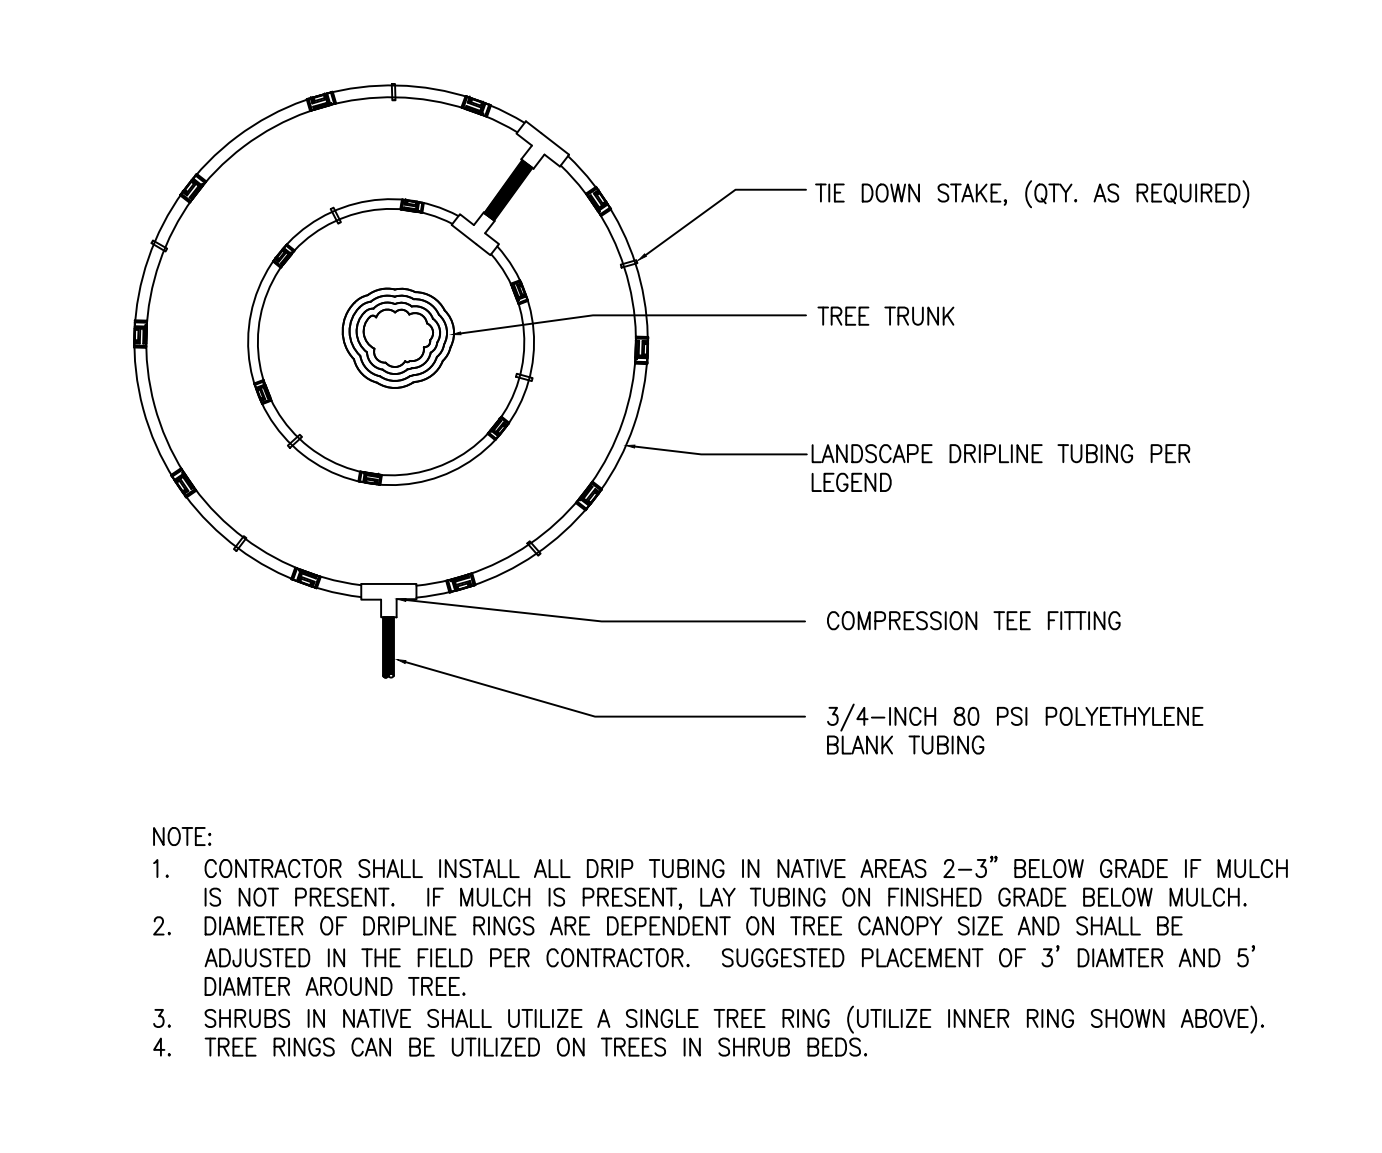 TIE DOWN STAKE, (QTY. AS REQUIRED)
TREE TRUNK
LANDSCAPE DRIPLINE TUBING PER
LEGEND
COMPRESSION TEE FITTING
3/4-INCH 80 PSI POLYETHYLENE
BLANK TUBING
NOTE:
1. CONTRACTOR SHALL INSTALL ALL DRIP TUBING IN NATIVE AREAS 2-3" BELOW GRADE IF MULCH
IS NOT PRESENT. IF MULCH IS PRESENT, LAY TUBING ON FINISHED GRADE BELOW MULCH.
2. DIAMETER OF DRIPLINE RINGS ARE DEPENDENT ON TREE CANOPY SIZE AND SHALL BE
ADJUSTED IN THE FIELD PER CONTRACTOR. SUGGESTED PLACEMENT OF 3' DIAMTER AND 5'
DIAMTER AROUND TREE.
3. SHRUBS IN NATIVE SHALL UTILIZE A SINGLE TREE RING (UTILIZE INNER RING SHOWN ABOVE).
4. TREE RINGS CAN BE UTILIZED ON TREES IN SHRUB BEDS.